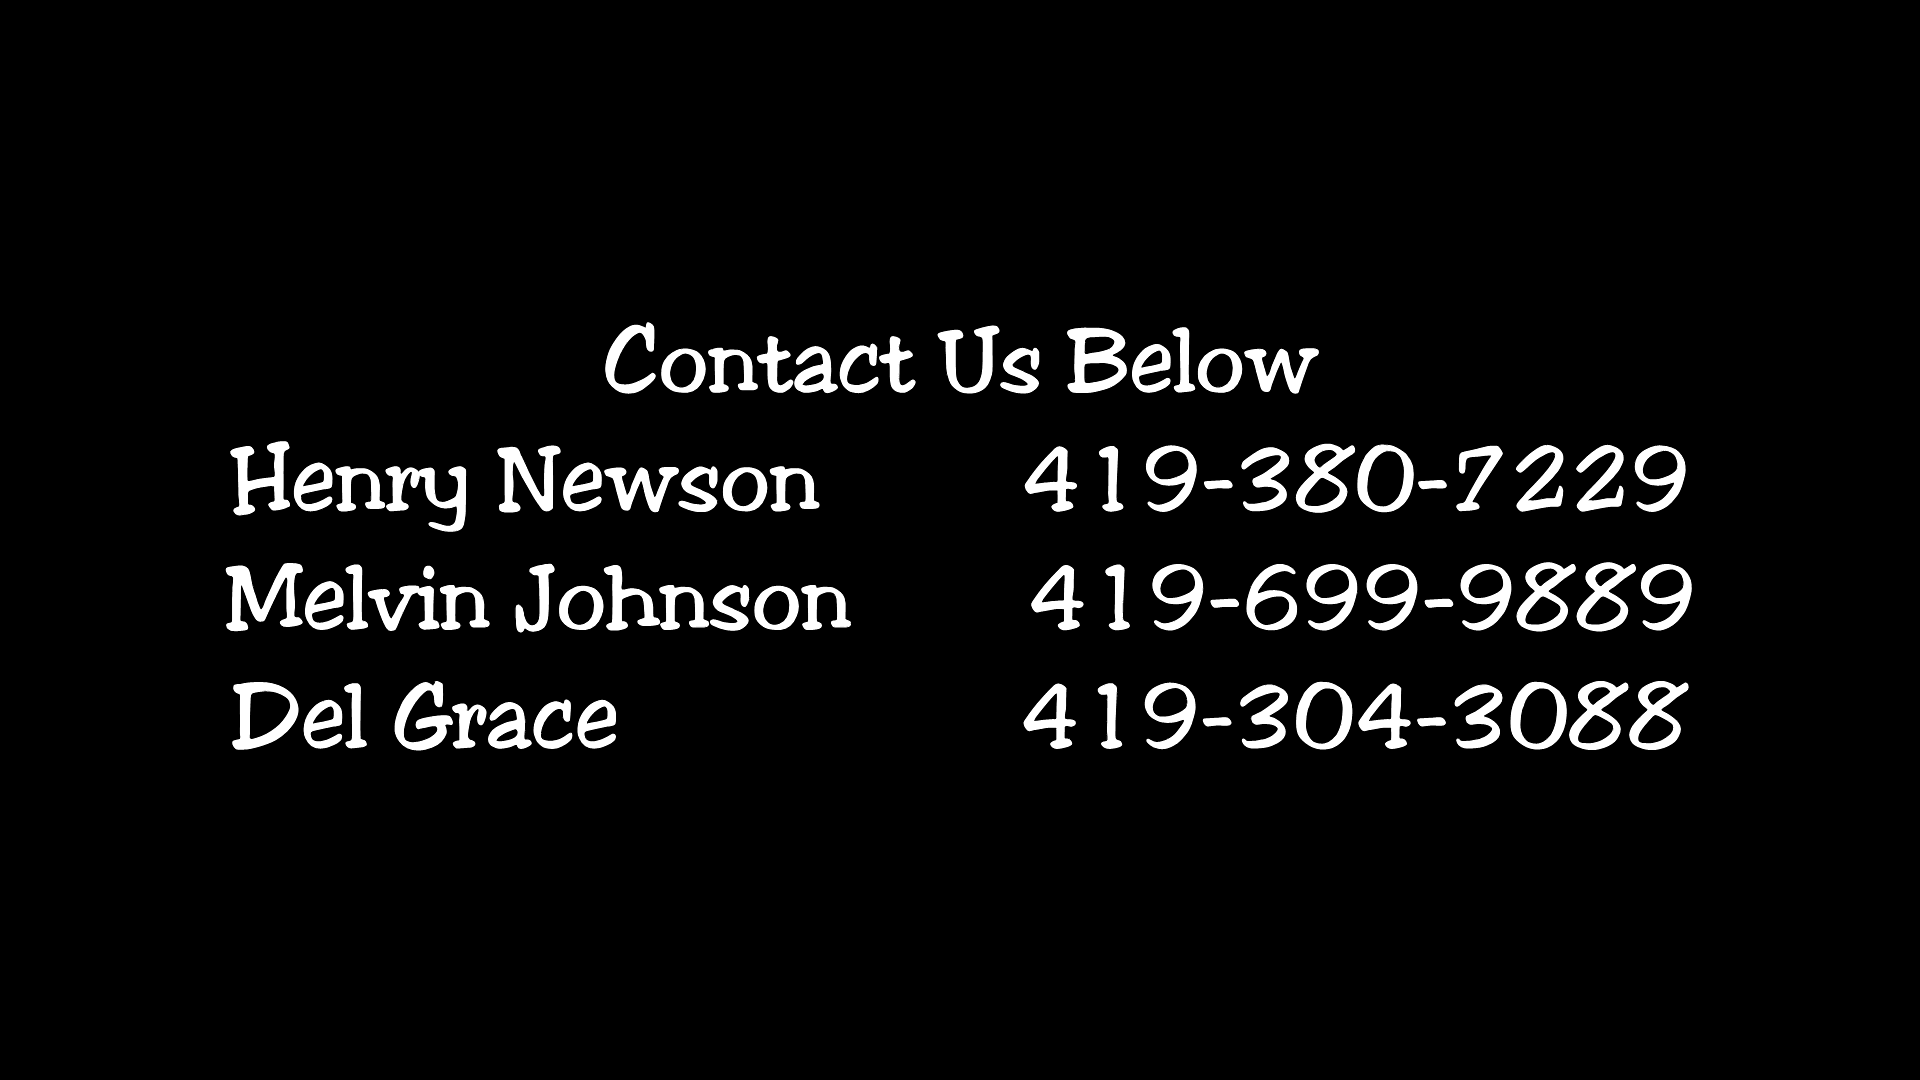 Contact Us Below
Henry Newson 419-380-7229
Melvin Johnson 419-699-9889
Del Grace 419-304-3088